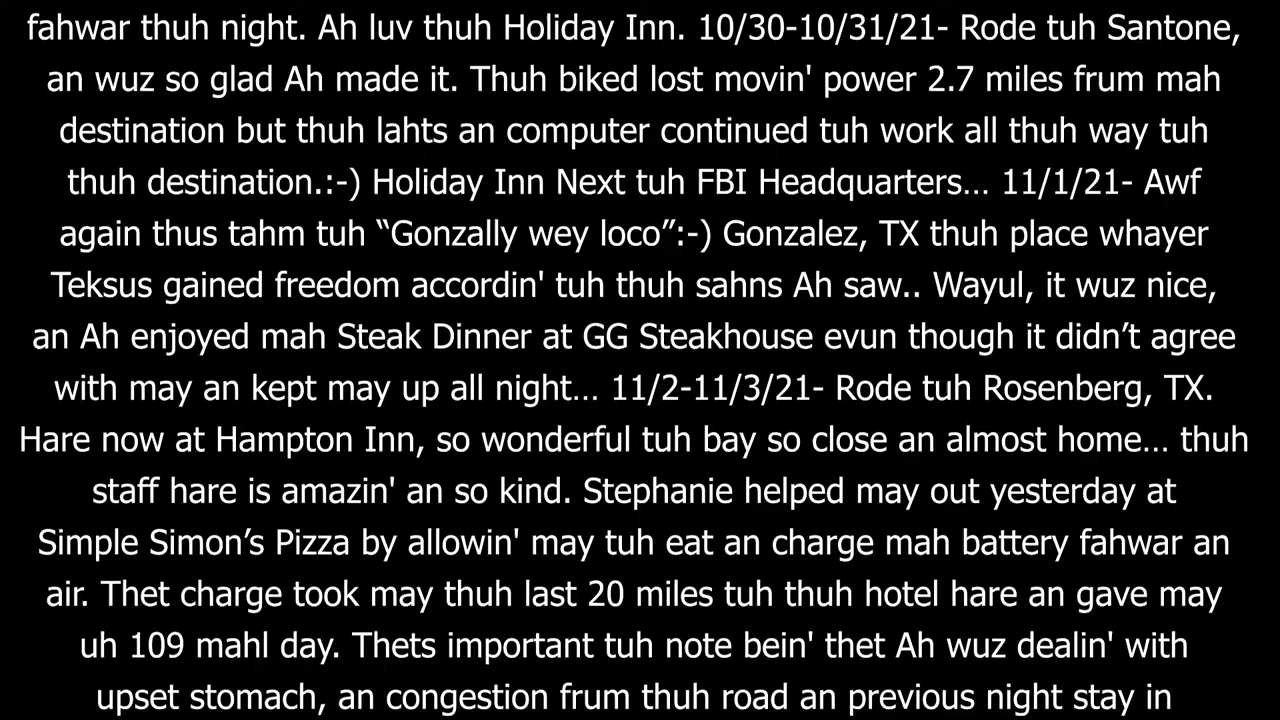 fahwar thuh night. Ah luv thuh Holiday Inn. 10/30-10/31/21- Rode tuh Santone,
an wuz so glad Ah made it. Thuh biked lost movin' power 2.7 miles frum mah
destination but thuh lahts an computer continued tuh work all thuh way tuh
thuh destination.:-) Holiday Inn Next tuh FBI Headquarters… 11/1/21- Awf
again thus tahm tuh “Gonzally wey loco”:-) Gonzalez, TX thuh place whayer
Teksus gained freedom accordin' tuh thuh sahns Ah saw.. Wayul, it wuz nice,
an Ah enjoyed mah Steak Dinner at GG Steakhouse evun though it didn’t agree
with may an kept may up all night… 11/2-11/3/21- Rode tuh Rosenberg, TX.
Hare now at Hampton Inn, so wonderful tuh bay so close an almost home… thuh
staff hare is amazin' an so kind. Stephanie helped may out yesterday at
Simple Simon’s Pizza by allowin' may tuh eat an charge mah battery fahwar an
air. Thet charge took may thuh last 20 miles tuh thuh hotel hare an gave may
uh 109 mahl day. Thets important tuh note bein' thet Ah wuz dealin' with
upset stomach, an congestion frum thuh road an previous night stay in